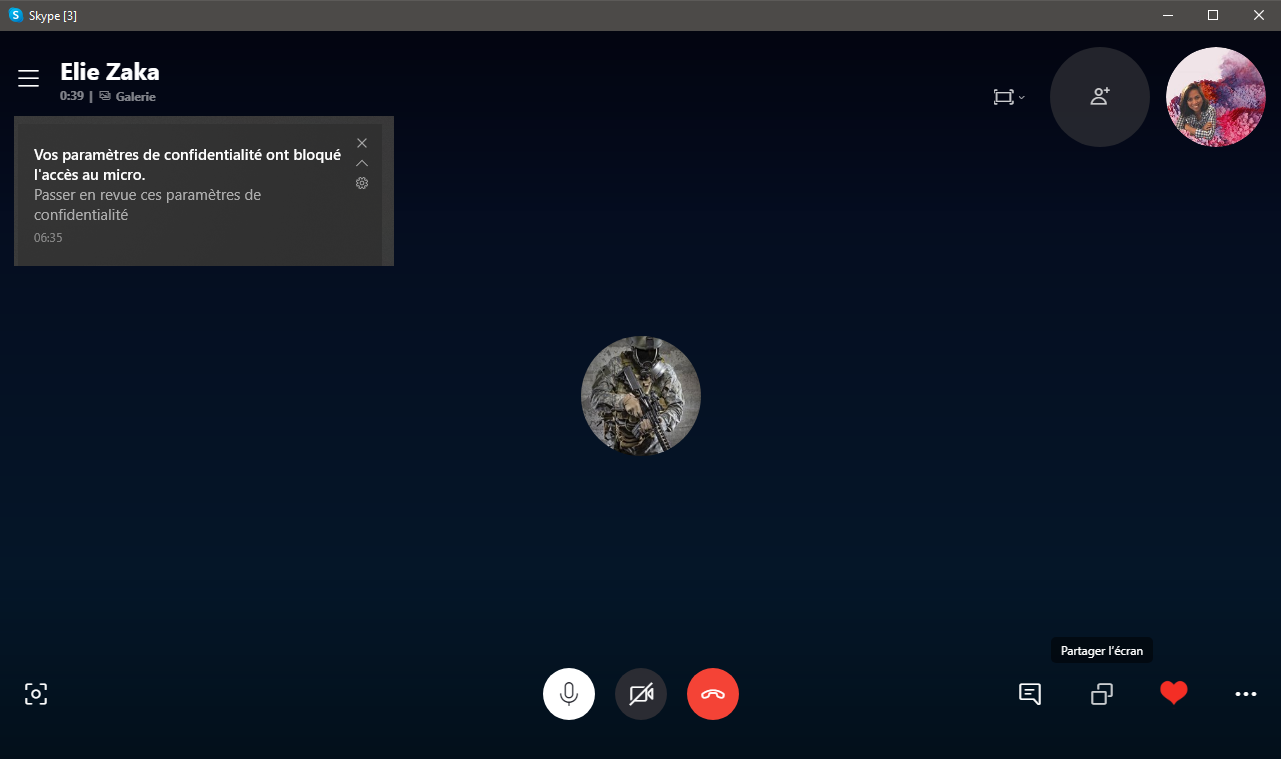 Skype [3]
Elie Zaka
0:39 | Galerie
Vos paramètres de confidentialité ont bloqué
l'accès au micro.
Passer en revue ces paramètres de
confidentialité
06:35
Partager l’écran